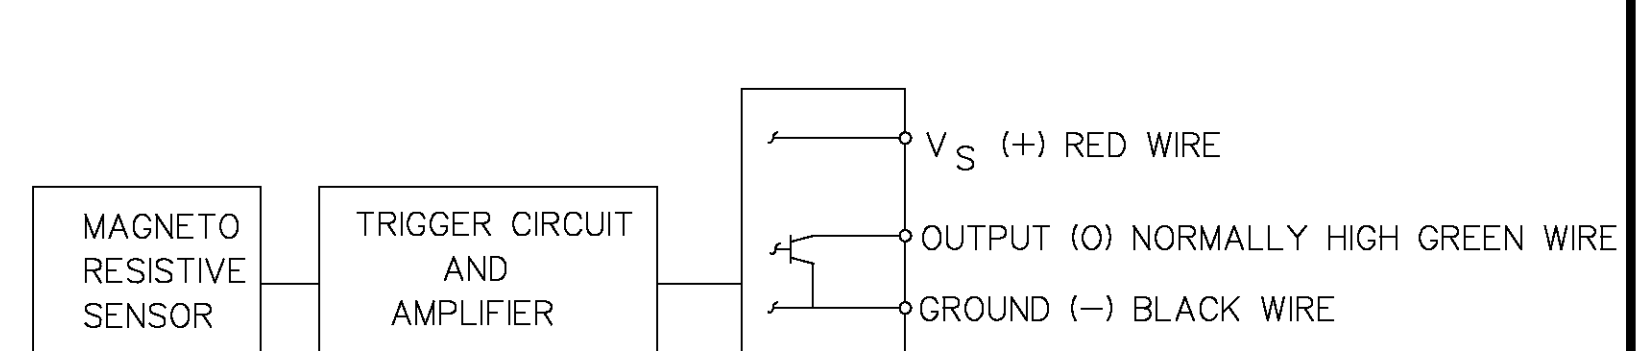 MAGNETO
RESISTIVE
SENSOR
TRIGGER CIRCUIT
AND
AMPLIFIER
VS (+) RED WIRE
OUTPUT (O) NORMALLY HIGH GREEN WIRE
GROUND (−) BLACK WIRE